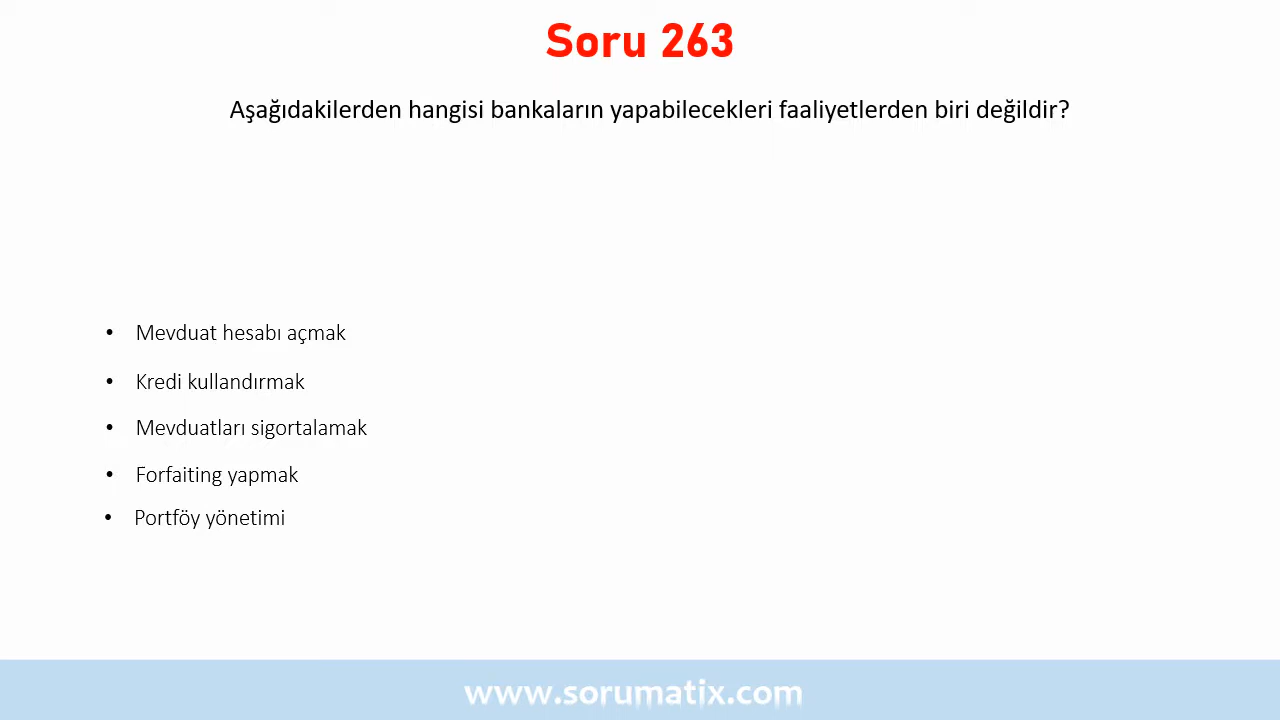 Soru 263
Aşağıdakilerden hangisi bankaların yapabilecekleri faaliyetlerden biri değildir?
• Mevduat hesabı açmak
• Kredi kullandırmak
• Mevduatları sigortalamak
• Forfaiting yapmak
• Portföy yönetimi
www.sorumatix.com